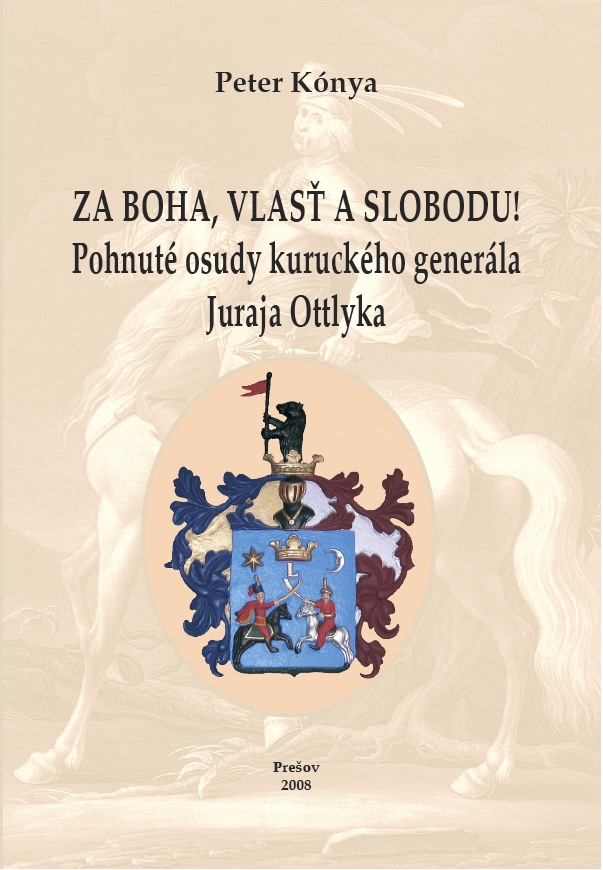 Peter Kónya
ZA BOHA, VLASŤ A SLOBODU!
Pohnuté osudy kuruckého generála
Juraja Ottlyka
L
Prešov
2008